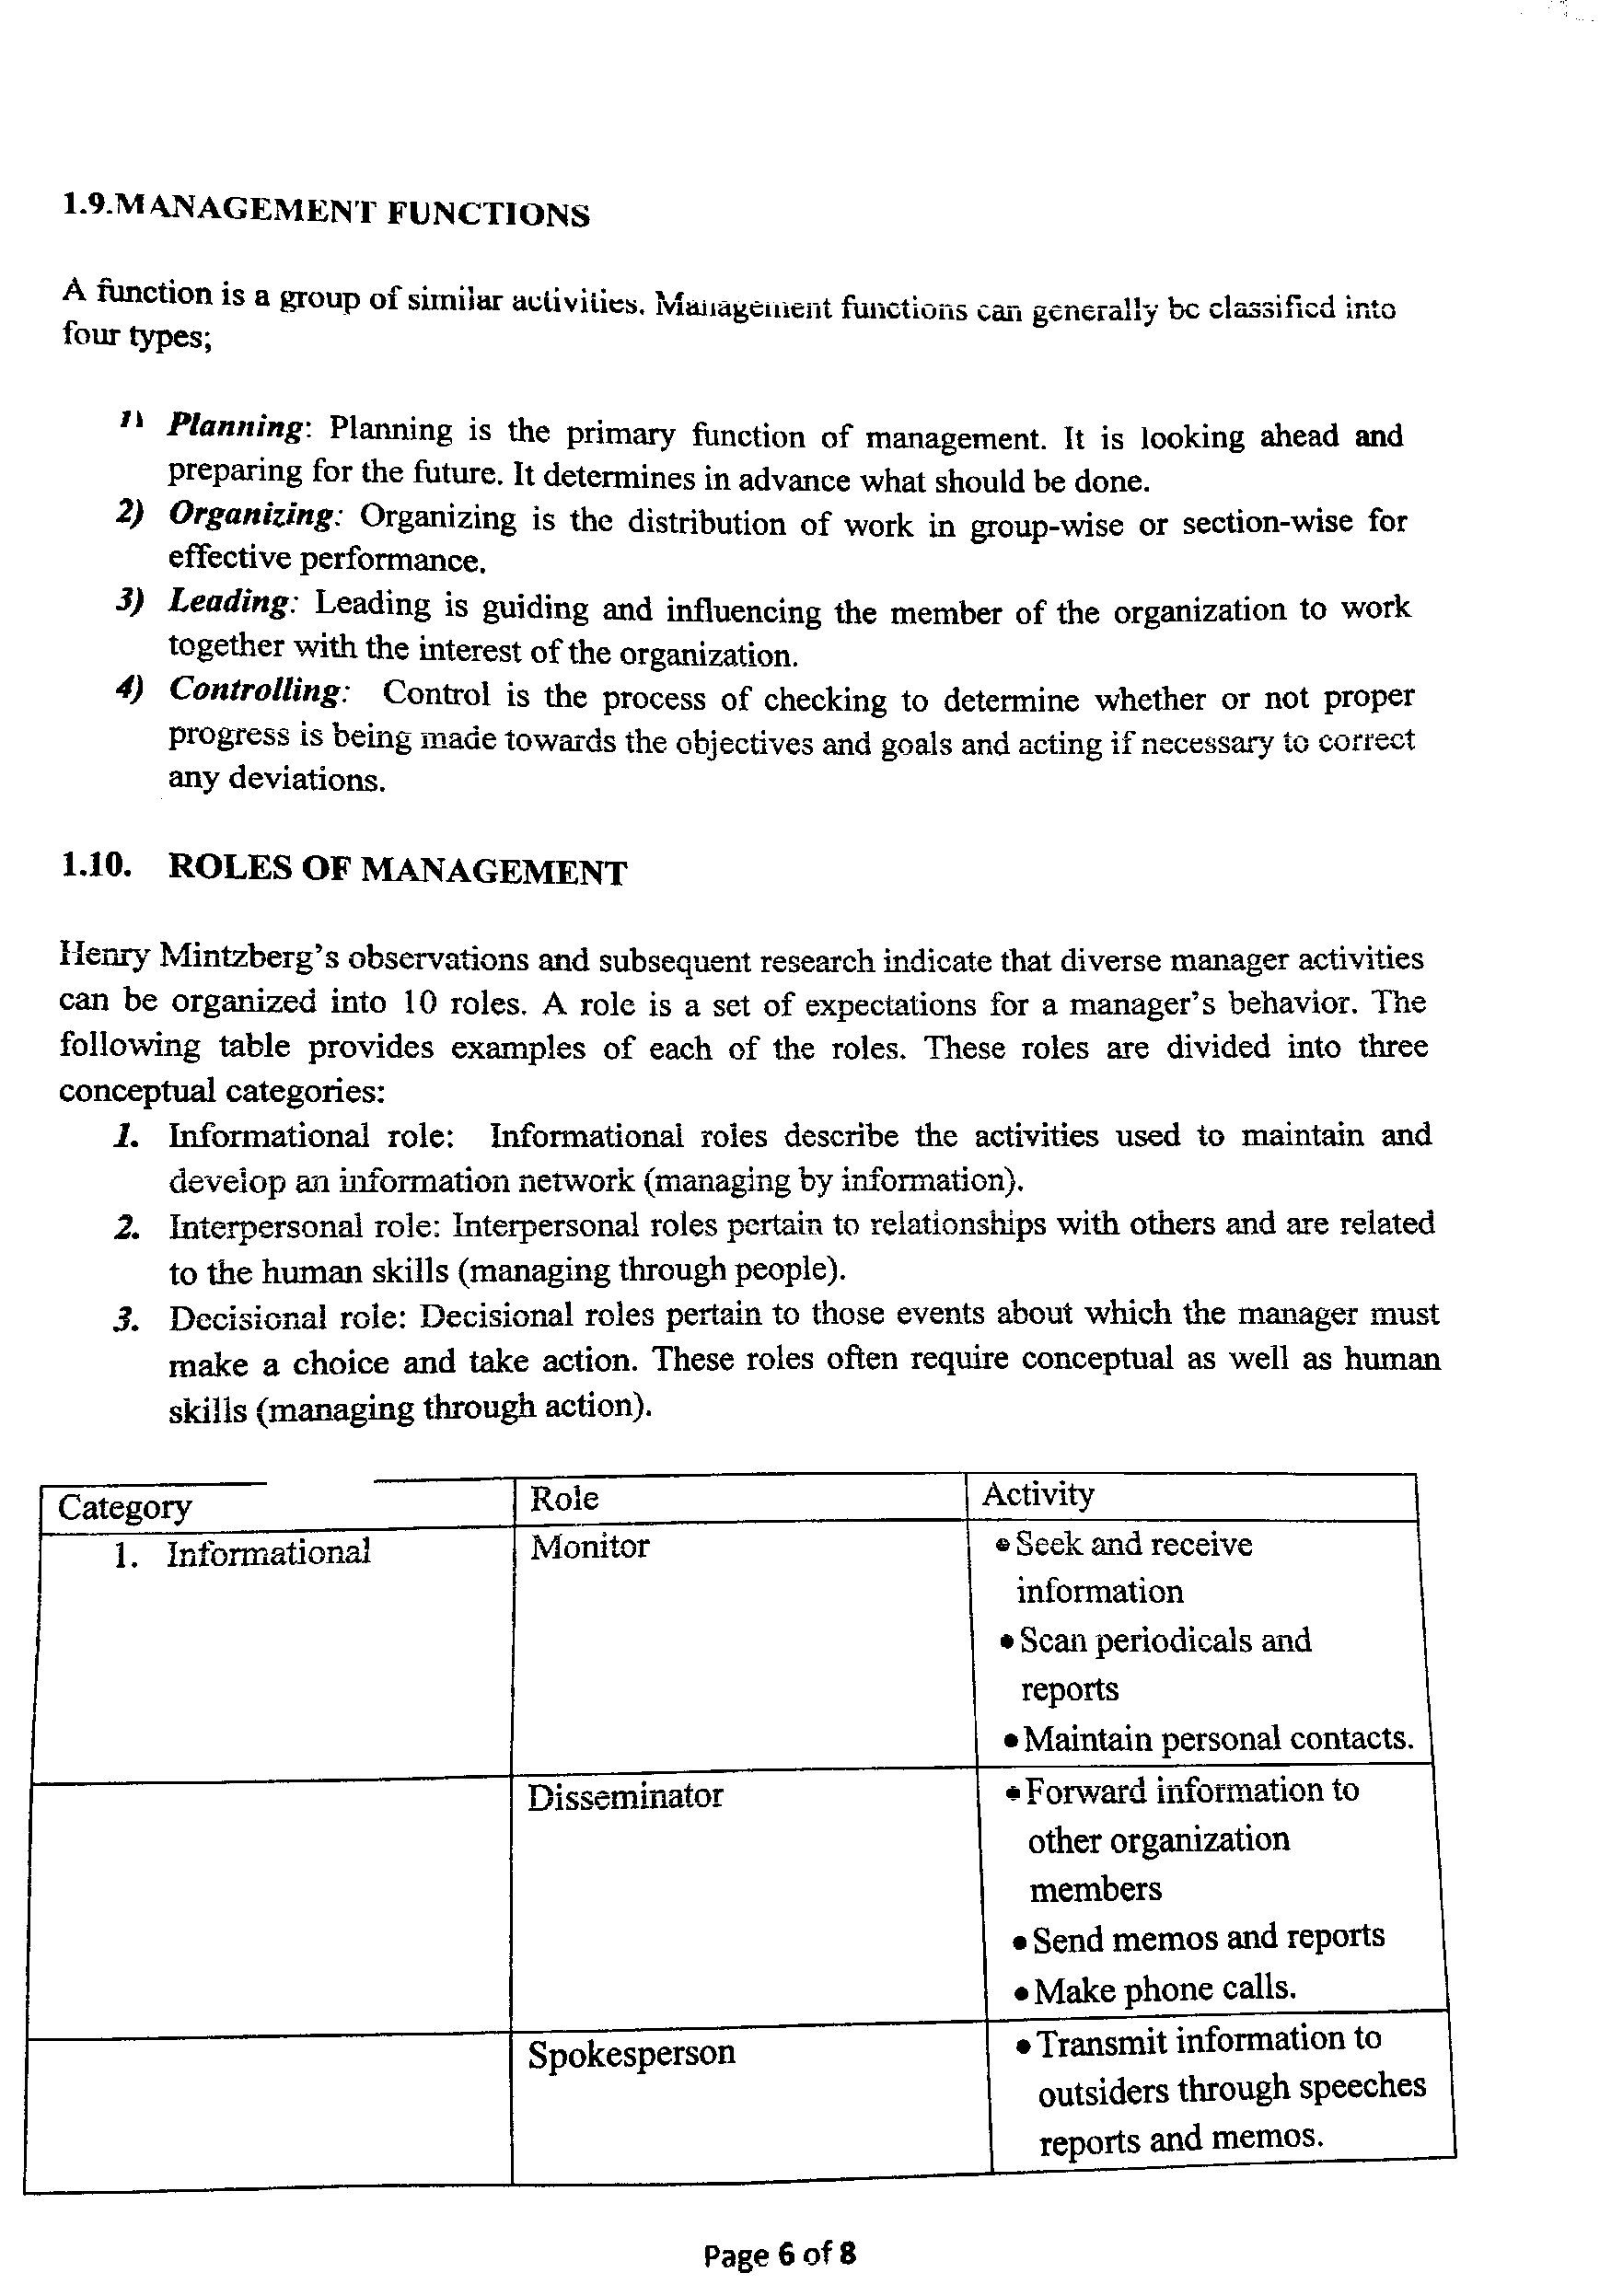 1.9.MANAGEMENT FUNCTIONS
A function is a group of similar activities. Management functions can generally be classified into
four types;
1) Planning: Planning is the primary function of management. It is looking ahead and
preparing for the future. It determines in advance what should be done.
2) Organizing: Organizing is the distribution of work in group-wise or section-wise for
effective performance.
3) Leading: Leading is guiding and influencing the member of the organization to work
together with the interest of the organization.
4) Controlling: Control is the process of checking to determine whether or not proper
progress is being made towards the objectives and goals and acting if necessary to correct
any deviations.
1.10. ROLES OF MANAGEMENT
Henry Mintzberg's observations and subsequent research indicate that diverse manager activities
can be organized into 10 roles. A role is a set of expectations for a manager's behavior. The
following table provides examples of each of the roles. These roles are divided into three
conceptual categories:
1. Informational role: Informational roles describe the activities used to maintain and
develop an information network (managing by information).
2. Interpersonal role: Interpersonal roles pertain to relationships with others and are related
to the human skills (managing through people).
3. Decisional role: Decisional roles pertain to those events about which the manager must
make a choice and take action. These roles often require conceptual as well as human
skills (managing through action).
Category Role Activity
1. Informational Monitor • Seek and receive
information
• Scan periodicals and
reports
• Maintain personal contacts.
Disseminator • Forward information to
other organization
members
• Send memos and reports
• Make phone calls.
Spokesperson • Transmit information to
outsiders through speeches
reports and memos.
Page 6 of 8